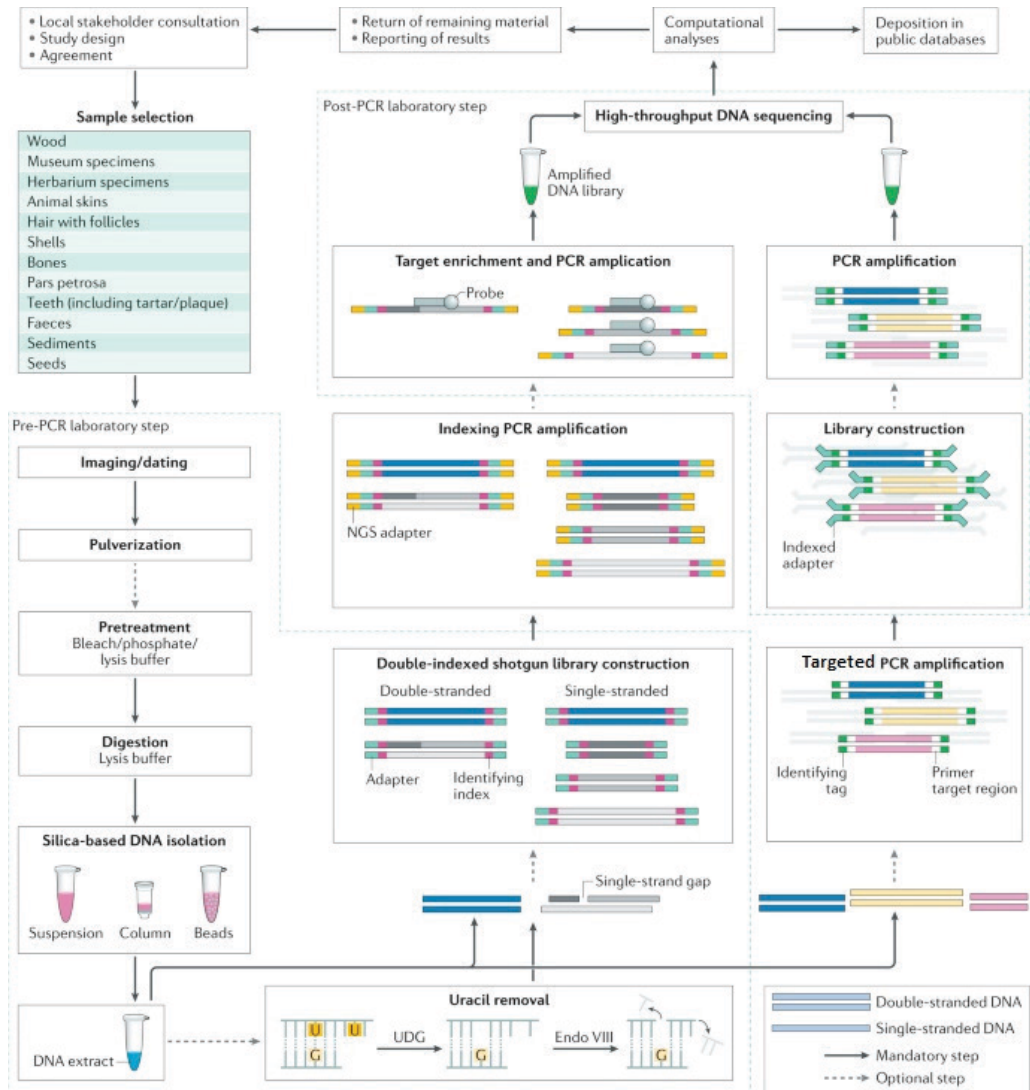 • Local stakeholder consultation
• Study design
• Agreement
• Return of remaining material
• Reporting of results
Computational
analyses
Deposition in
public databases
Sample selection
Wood
Museum specimens
Herbarium specimens
Animal skins
Hair with follicles
Shells
Bones
Pars petrosa
Teeth (including tartar/plaque)
Faeces
Sediments
Seeds
Post-PCR laboratory step
High-throughput DNA sequencing
Amplified
DNA library
Target enrichment and PCR amplication
Probe
PCR amplification
Pre-PCR laboratory step
Imaging/dating
Pulverization
Pretreatment
Bleach/phosphate/
lysis buffer
Digestion
Lysis buffer
Silica-based DNA isolation
Suspension
Column
Beads
DNA extract
Indexing PCR amplification
NGS adapter
Library construction
Indexed
adapter
Double-indexed shotgun library construction
Double-stranded
Single-stranded
Adapter
Identifying
index
Targeted PCR amplification
Identifying
tag
Primer
target region
Single-strand gap
Uracil removal
U
U
G
UDG
G
Endo VIII
G
Double-stranded DNA
Single-stranded DNA
Mandatory step
Optional step